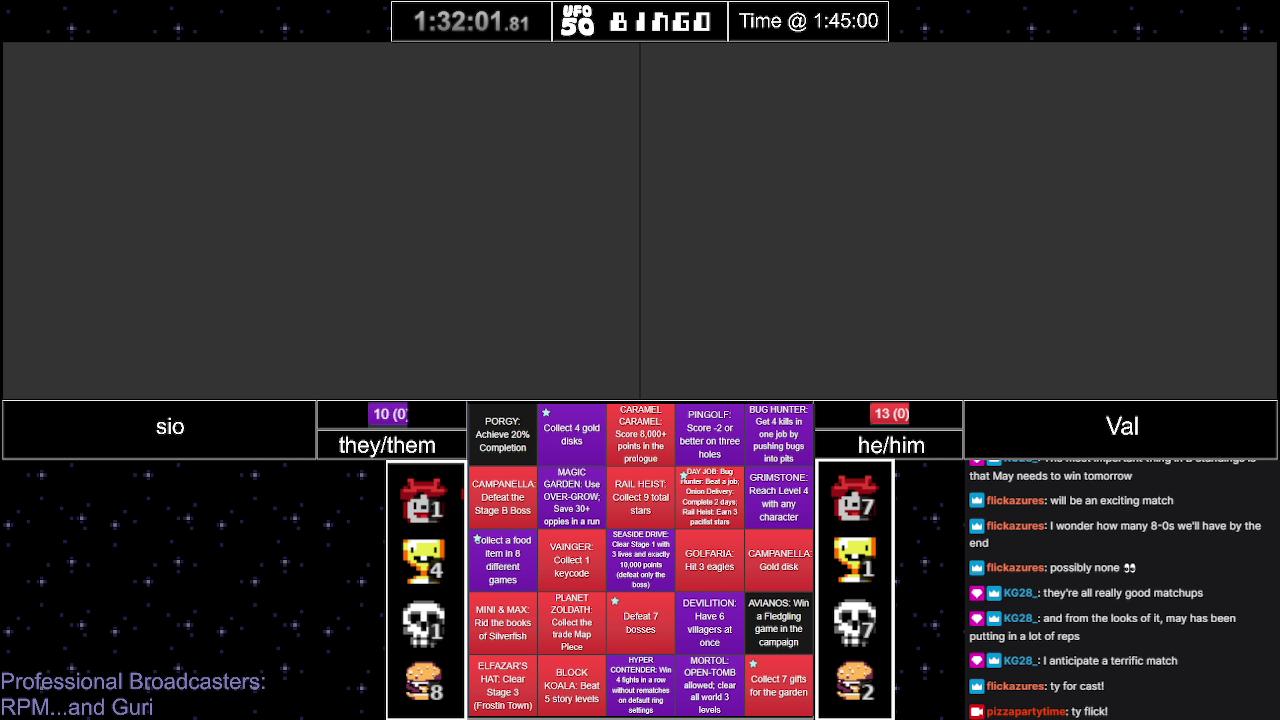 1:32:01.81
UFO 50 BINGO
Time @ 1:45:00
sio
10 (0)
they/them
13 (0)
he/him
Val
PORGY:
Achieve 20%
Completion
Collect 4 gold
disks
CARAMEL
CARAMEL:
Score 8,000+
points in the
prologue
PINGOLF:
Score -2 or
better on three
holes
BUG HUNTER:
Get 4 kills in
one job by
pushing bugs
into pits
CAMPANELLA:
Defeat the
Stage B Boss
MAGIC
GARDEN: Use
OVER-GROW;
Save 30+
oppies in a run
RAIL HEIST:
Collect 9 total
stars
DAY JOB: Bug
Hunter: Beat a job;
Onion Delivery:
Complete 2 days;
Rail Heist: Earn 3
pacifist stars
GRIMSTONE:
Reach Level 4
with any
character
Collect a food
item in 8
different
games
VAINGER:
Collect 1
keycode
SEASIDE DRIVE:
Clear Stage 1 with
3 lives and exactly
10,000 points
(defeat only the
boss)
GOLFARIA:
Hit 3 eagles
CAMPANELLA:
Gold disk
MINI & MAX:
Rid the books
of Silverfish
PLANET
ZOLDATH:
Collect the
trade Map
Piece
Defeat 7
bosses
DEVILITION:
Have 6
villagers at
once
AVIANOS: Win
a Fledgling
game in the
campaign
ELFAZAR'S
HAT: Clear
Stage 3
(Frostin Town)
BLOCK
KOALA: Beat
5 story levels
HYPER
CONTENDER: Win
4 fights in a row
without rematches
on default ring
settings
MORTOL:
OPEN-TOMB
allowed; clear
all world 3
levels
Collect 7 gifts
for the garden
1
4
1
8
7
1
7
2
that May needs to win tomorrow
flickazures: will be an exciting match
flickazures: I wonder how many 8-0s we'll have by the
end
flickazures: possibly none 👀
KG28_: they're all really good matchups
KG28_: and from the looks of it, may has been
putting in a lot of reps
KG28_: I anticipate a terrific match
flickazures: ty for cast!
pizzapartytime: ty flick!
Professional Broadcasters:
RPM...and Guri